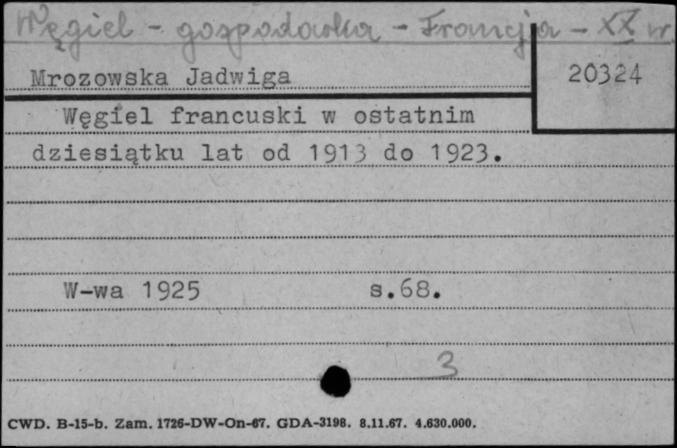 Węgiel - gospodarka - Francja - XX w.
Mrozowska Jadwiga
20324
Węgiel francuski w ostatnim
dziesiątku lat od 1913 do 1923.
W-wa 1925 s.68.
3
CWD. B-15-b. Zam. 1726-DW-On-67. GDA-3198. 8.11.67. 4.630.000.